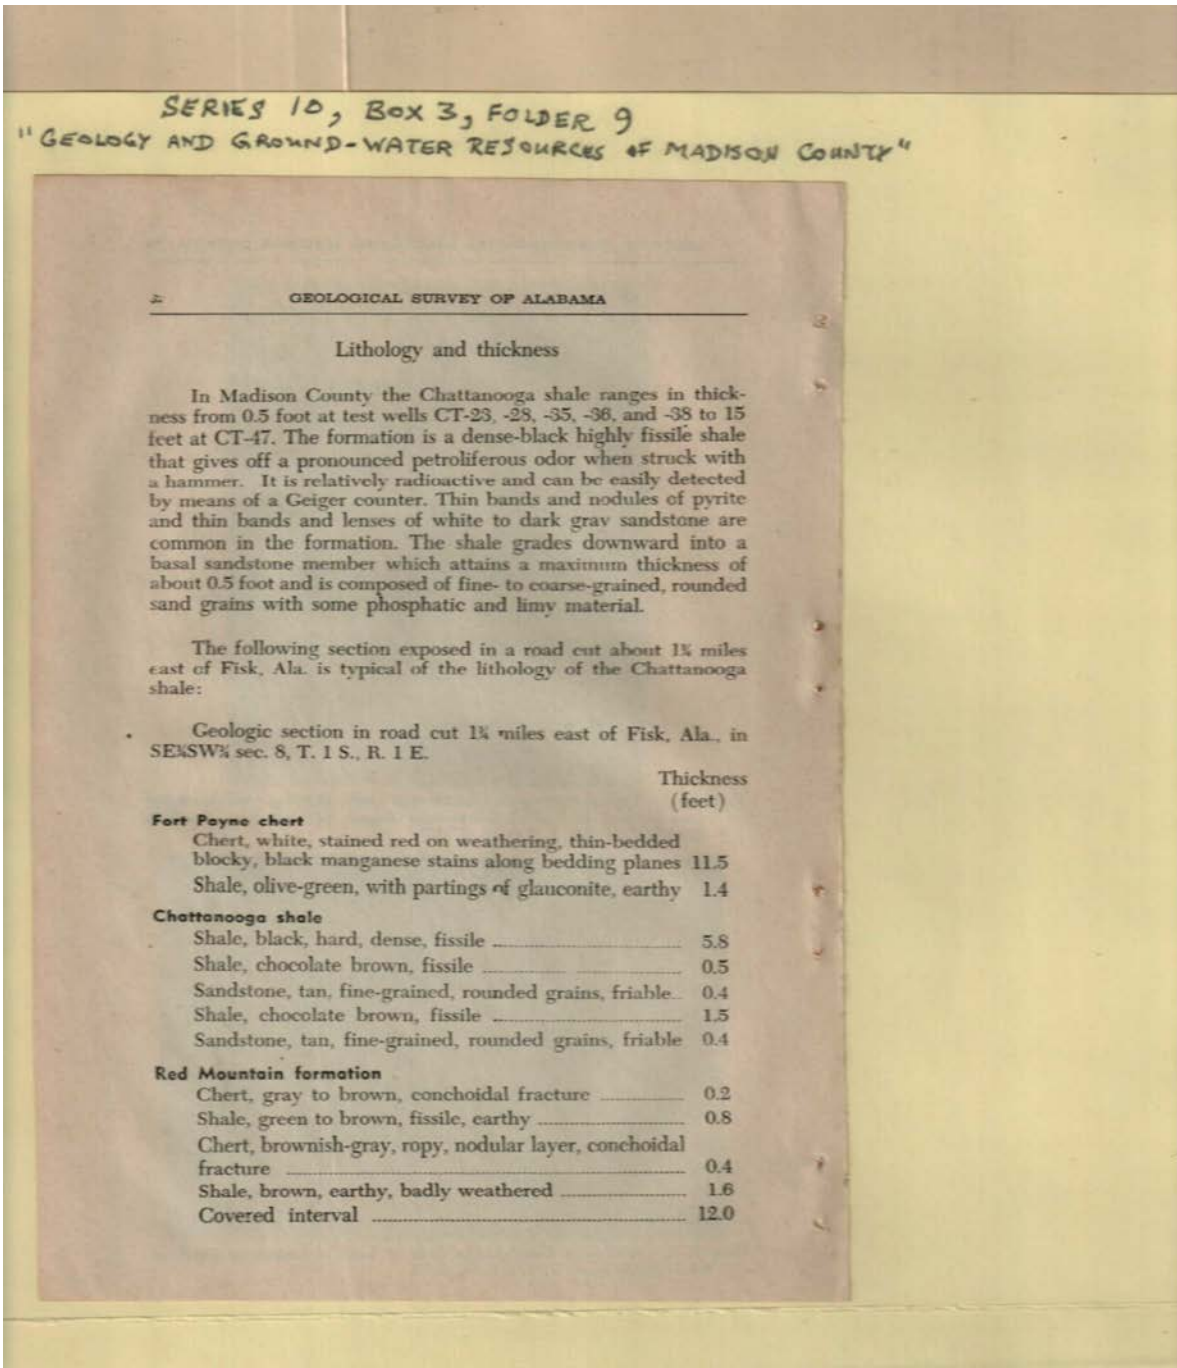 SERIES 10, BOX 3, FOLDER 9
"GEOLOGY AND GROUND-WATER RESOURCES OF MADISON COUNTY"
GEOLOGICAL SURVEY OF ALABAMA
Lithology and thickness
In Madison County the Chattanooga shale ranges in thick-
ness from 0.5 foot at test wells CT-23, -28, -35, -36, and -38 to 15
feet at CT-47. The formation is a dense-black highly fissile shale
that gives off a pronounced petroliferous odor when struck with
a hammer. It is relatively radioactive and can be easily detected
by means of a Geiger counter. Thin bands and nodules of pyrite
and thin bands and lenses of white to dark gray sandstone are
common in the formation. The shale grades downward into a
basal sandstone member which attains a maximum thickness of
about 0.5 foot and is composed of fine- to coarse-grained, rounded
sand grains with some phosphatic and limy material.
The following section exposed in a road cut about 1¾ miles
east of Fisk, Ala. is typical of the lithology of the Chattanooga
shale:
Geologic section in road cut 1¾ miles east of Fisk, Ala., in
sec. 8, T. 1 S., R. 1 E.
Thickness
(feet)
Fort Payne chert
Chert, white, stained red on weathering, thin-bedded
blocky, black manganese stains along bedding planes 11.5
Shale, olive-green, with partings of glauconite, earthy 1.4
Chattanooga shale
Shale, black, hard, dense, fissile 5.8
Shale, chocolate brown, fissile 0.5
Sandstone, tan, fine-grained, rounded grains, friable 0.4
Shale, chocolate brown, fissile 1.5
Sandstone, tan, fine-grained, rounded grains, friable 0.4
Red Mountain formation
Chert, gray to brown, conchoidal fracture 0.2
Shale, green to brown, fissile, earthy 0.8
Chert, brownish-gray, ropy, nodular layer, conchoidal
fracture 0.4
Shale, brown, earthy, badly weathered 1.6
Covered interval 12.0